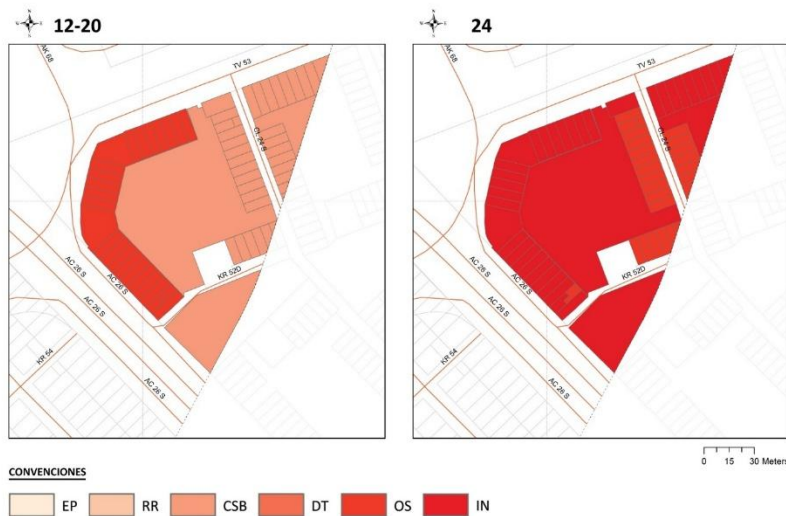 12-20
24
N
N
AK 68
TV 53
CL 24 S
KR 52D
AC 26 S
AC 26 S
AC 26 S
AC 26 S
KR 54
AK 68
TV 53
CL 24 S
KR 52D
AC 26 S
AC 26 S
AC 26 S
AC 26 S
KR 54
0 15 30 Meters
CONVENCIONES
EP RR CSB DT OS IN